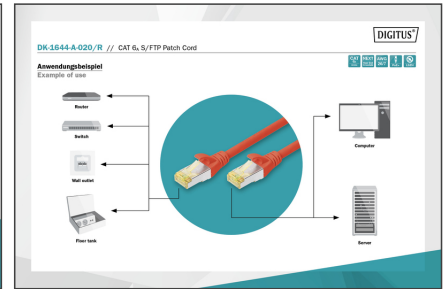 DIGITUS®
DK-1644-A-020/R // CAT 6A S/FTP Patch Cord
Anwendungsbeispiel
Example of use
Router
Switch
Wall outlet
Floor tank
Computer
Server